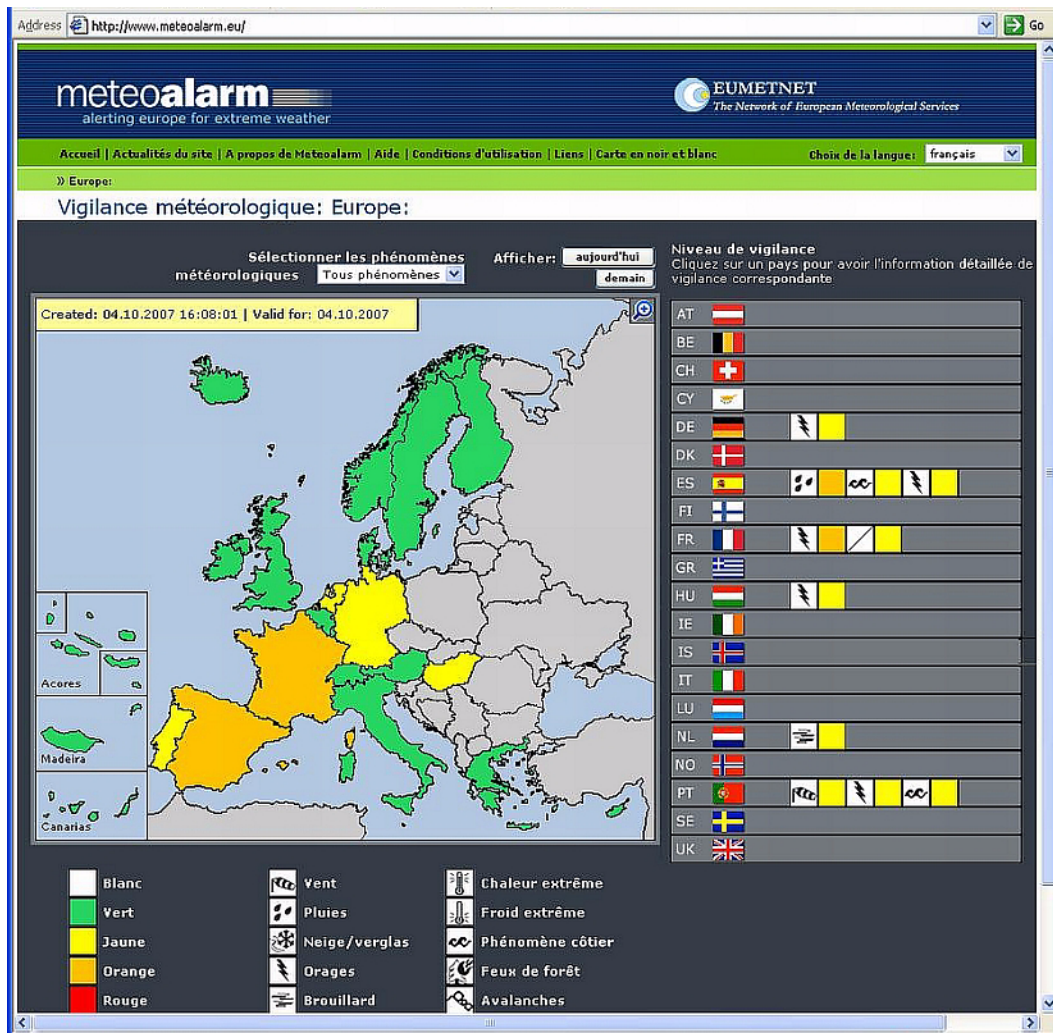 Address http://www.meteoalarm.eu/ Go
meteoalarm
alerting europe for extreme weather
EUMETNET
The Network of European Meteorological Services
Accueil | Actualités du site | A propos de Meteoalarm | Aide | Conditions d'utilisation | Liens | Carte en noir et blanc
Choix de la langue: français
» Europe:
Vigilance météorologique: Europe:
Sélectionner les phénomènes
météorologiques Tous phénomènes
Afficher: aujourd'hui
demain
Niveau de vigilance
Cliquez sur un pays pour avoir l'information détaillée de
vigilance correspondante
Created: 04.10.2007 16:08:01 | Valid for: 04.10.2007
Acores
Madeira
Canarias
AT
BE
CH
CY
DE
DK
ES
FI
FR
GR
HU
IE
IS
IT
LU
NL
NO
PT
SE
UK
Blanc
Vert
Jaune
Orange
Rouge
Vent
Pluies
Neige/verglas
Orages
Brouillard
Chaleur extrême
Froid extrême
Phénomène côtier
Feux de forêt
Avalanches